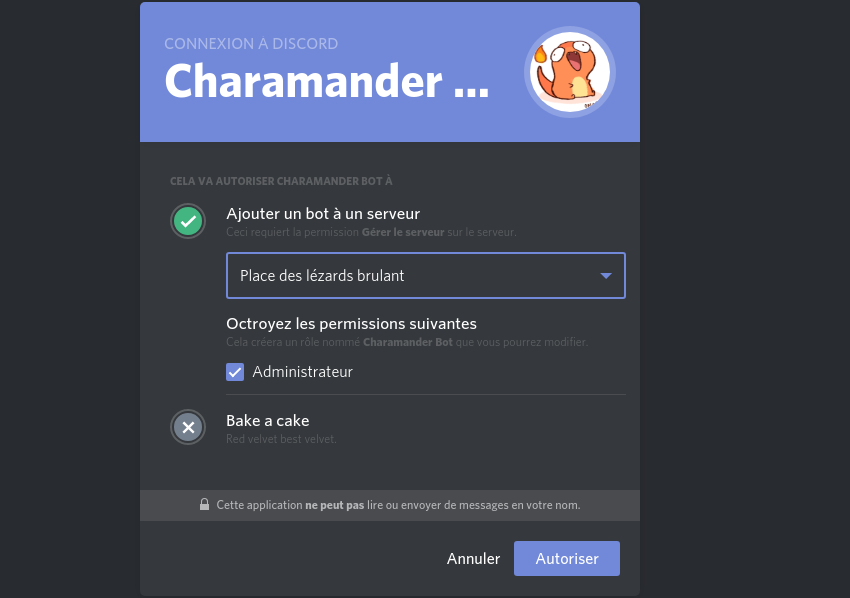 CONNEXION A DISCORD
Charamander ...
CELA VA AUTORISER CHARAMANDER BOT À
Ajouter un bot à un serveur
Ceci requiert la permission Gérer le serveur sur le serveur.
Place des lézards brulant
Octroyez les permissions suivantes
Cela créera un rôle nommé Charamander Bot que vous pourrez modifier.
Administrateur
Bake a cake
Red velvet best velvet.
Cette application ne peut pas lire ou envoyer de messages en votre nom.
Annuler
Autoriser